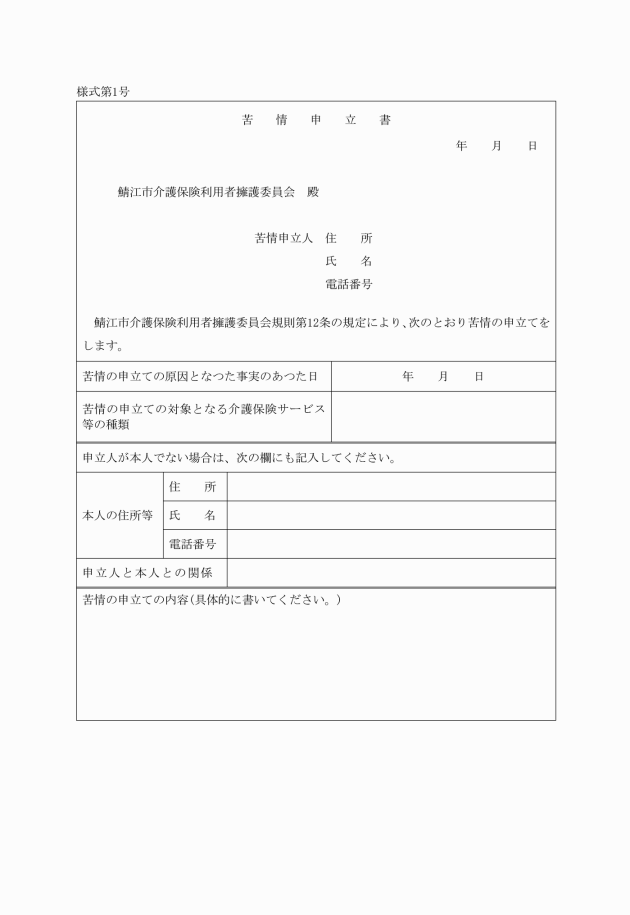 様式第1号
苦　情　申　立　書
年　　月　　日
鯖江市介護保険利用者擁護委員会　殿
苦情申立人　住　　所
氏　　名
電話番号
　鯖江市介護保険利用者擁護委員会規則第12条の規定により、次のとおり苦情の申立てを
します。
苦情の申立ての原因となつた事実のあつた日　　年　　月　　日
苦情の申立ての対象となる介護保険サービス
等の種類
申立人が本人でない場合は、次の欄にも記入してください。
本人の住所等
住　　所
氏　　名
電話番号
申立人と本人との関係
苦情の申立ての内容(具体的に書いてください。)